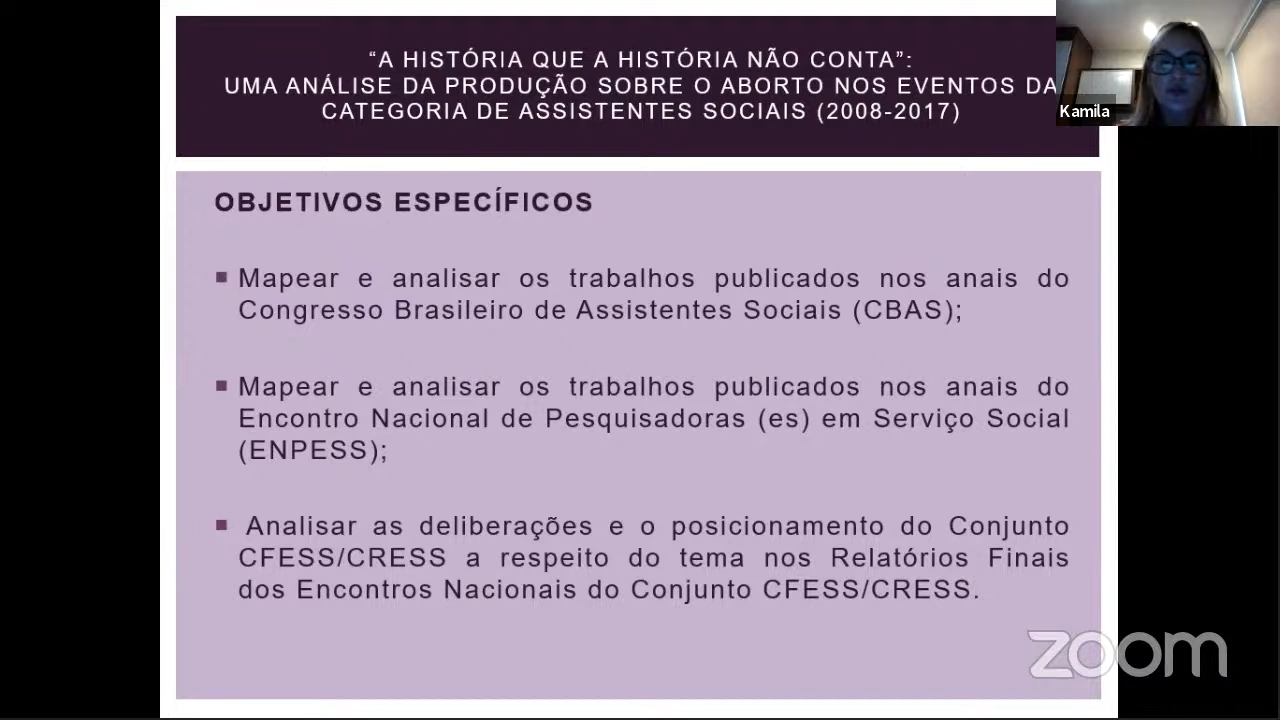 “A HISTÓRIA QUE A HISTÓRIA NÃO CONTA”:
UMA ANÁLISE DA PRODUÇÃO SOBRE O ABORTO NOS EVENTOS DA
CATEGORIA DE ASSISTENTES SOCIAIS (2008-2017)
Kamila
OBJETIVOS ESPECÍFICOS
▪ Mapear e analisar os trabalhos publicados nos anais do
Congresso Brasileiro de Assistentes Sociais (CBAS);
▪ Mapear e analisar os trabalhos publicados nos anais do
Encontro Nacional de Pesquisadoras (es) em Serviço Social
(ENPESS);
▪ Analisar as deliberações e o posicionamento do Conjunto
CFESS/CRESS a respeito do tema nos Relatórios Finais
dos Encontros Nacionais do Conjunto CFESS/CRESS.
zoom